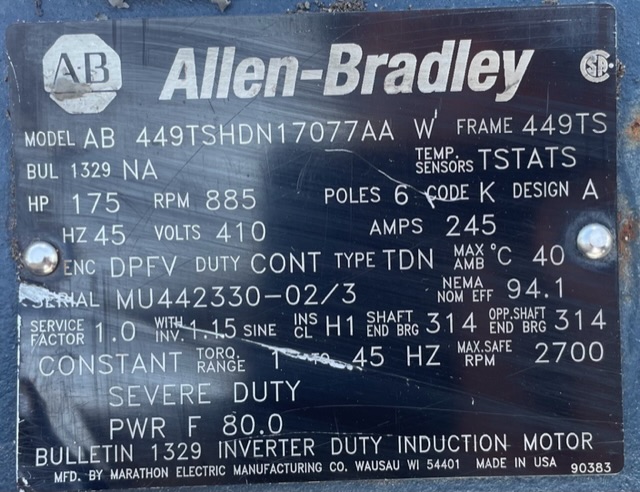 AB Allen-Bradley SA
MODEL AB 449TSHDN17077AA W FRAME 449TS
BUL 1329 NA TEMP. SENSORS TSTATS
HP 175 RPM 885 POLES 6 CODE K DESIGN A
HZ 45 VOLTS 410 AMPS 245
ENC DPFV DUTY CONT TYPE TDN MAX AMB °C 40
SERIAL MU442330-02/3 NEMA NOM EFF 94.1
SERVICE FACTOR 1.0 WITH INV. 1.15 SINE INS CL H1 SHAFT END BRG 314 OPP.SHAFT END BRG 314
CONSTANT TORQ. RANGE 1 TO 45 HZ MAX.SAFE RPM 2700
SEVERE DUTY
PWR F 80.0
BULLETIN 1329 INVERTER DUTY INDUCTION MOTOR
MFD. BY MARATHON ELECTRIC MANUFACTURING CO. WAUSAU WI 54401 MADE IN USA 90383